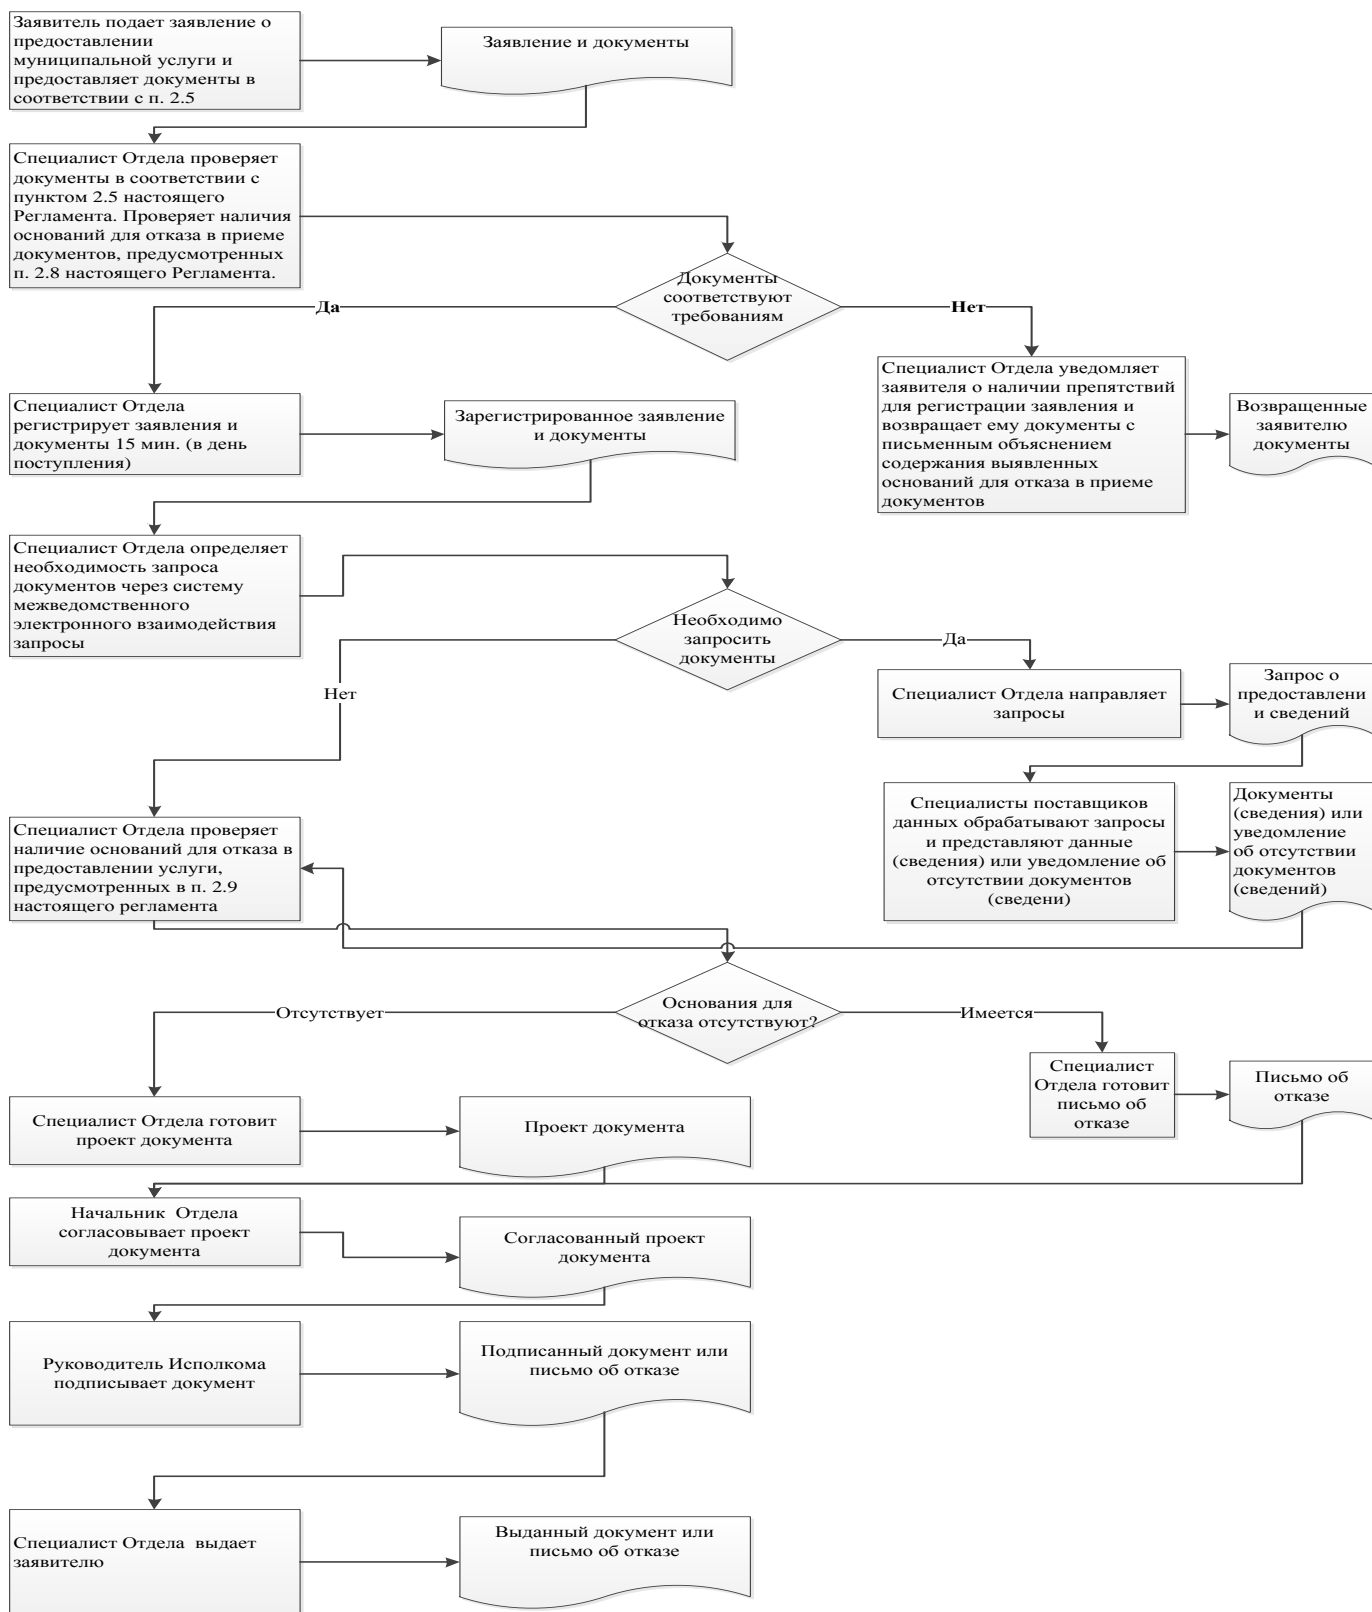 Заявитель подает заявление о
предоставлении
муниципальной услуги и
предоставляет документы в
соответствии с п. 2.5
Заявление и документы
Специалист Отдела проверяет
документы в соответствии с
пунктом 2.5 настоящего
Регламента. Проверяет наличия
оснований для отказа в приеме
документов, предусмотренных
п. 2.8 настоящего Регламента.
Документы
соответствуют
требованиям
Да
Нет
Специалист Отдела
регистрирует заявления и
документы 15 мин. (в день
поступления)
Зарегистрированное заявление
и документы
Специалист Отдела уведомляет
заявителя о наличии препятствий
для регистрации заявления и
возвращает ему документы с
письменным объяснением
содержания выявленных
оснований для отказа в приеме
документов
Возвращенные
заявителю
документы
Специалист Отдела определяет
необходимость запроса
документов через систему
межведомственного
электронного взаимодействия
запросы
Необходимо
запросить
документы
Да
Нет
Специалист Отдела направляет
запросы
Запрос о
предоставлени
и сведений
Специалисты поставщиков
данных обрабатывают запросы
и представляют данные
(сведения) или уведомление об
отсутствии документов
(сведени)
Документы
(сведения) или
уведомление
об отсутствии
документов
(сведений)
Специалист Отдела проверяет
наличие оснований для отказа в
предоставлении услуги,
предусмотренных в п. 2.9
настоящего регламента
Основания для
отказа отсутствуют?
Отсутствует
Имеется
Специалист
Отдела готовит
письмо об
отказе
Письмо об
отказе
Специалист Отдела готовит
проект документа
Проект документа
Начальник  Отдела
согласовывает проект
документа
Согласованный проект
документа
Руководитель Исполкома
подписывает документ
Подписанный документ или
письмо об отказе
Специалист Отдела  выдает
заявителю
Выданный документ или
письмо об отказе